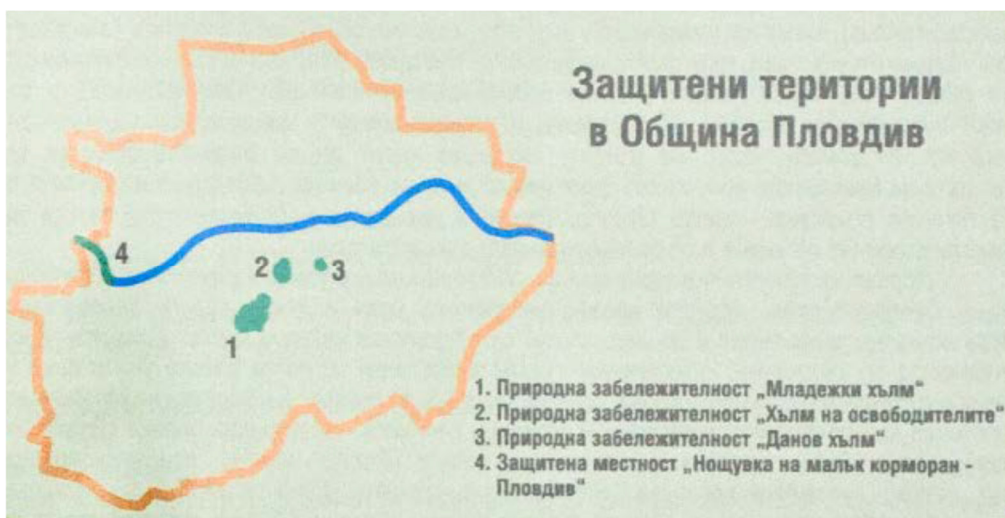 Защитени територии
в Община Пловдив
4
2
3
1
1. Природна забележителност „Младежки хълм“
2. Природна забележителност „Хълм на освободителите“
3. Природна забележителност „Данов хълм“
4. Защитена местност „Нощувка на малък корморан -
Пловдив“